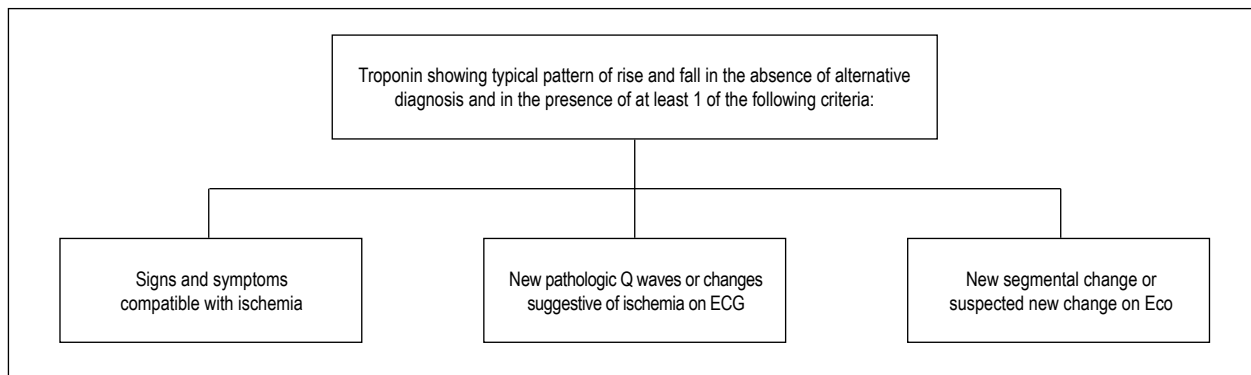 Troponin showing typical pattern of rise and fall in the absence of alternative
diagnosis and in the presence of at least 1 of the following criteria:
Signs and symptoms
compatible with ischemia
New pathologic Q waves or changes
suggestive of ischemia on ECG
New segmental change or
suspected new change on Eco